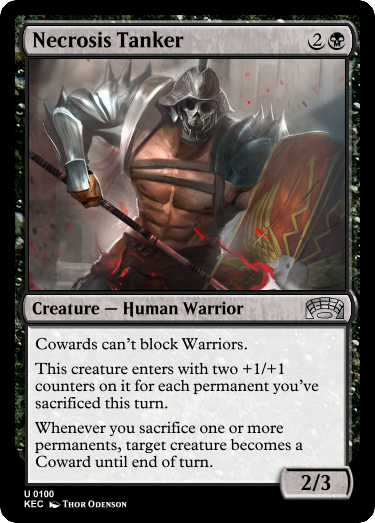 Necrosis Tanker 2
Creature — Human Warrior
Cowards can't block Warriors.
This creature enters with two +1/+1
counters on it for each permanent you've
sacrificed this turn.
Whenever you sacrifice one or more
permanents, target creature becomes a
Coward until end of turn.
2/3
U 0100
KEC Thor Odenson